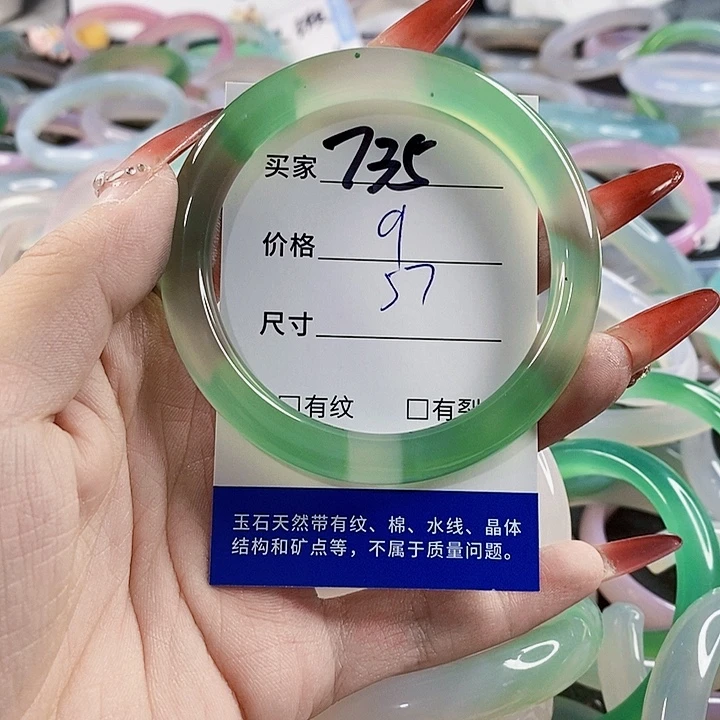 买家 735
价格 9
57
尺寸
□有纹 □有裂
玉石天然带有纹、棉、水线、晶体
结构和矿点等，不属于质量问题。